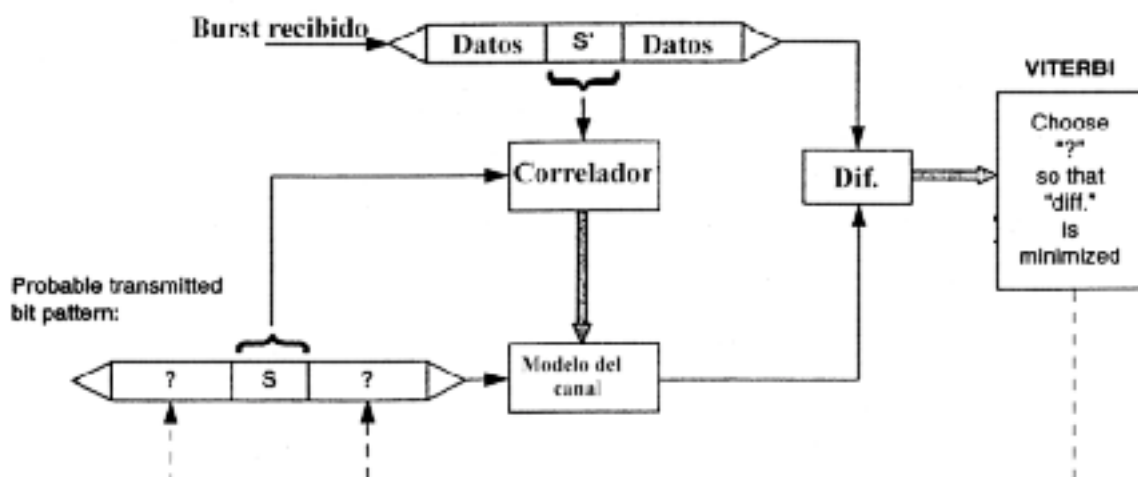 Burst recibido
Datos
S'
Datos
VITERBI
Choose
"?"
so that
"diff."
is
minimized
Correlador
Dif.
Probable transmitted
bit pattern:
?
S
?
Modelo del
canal